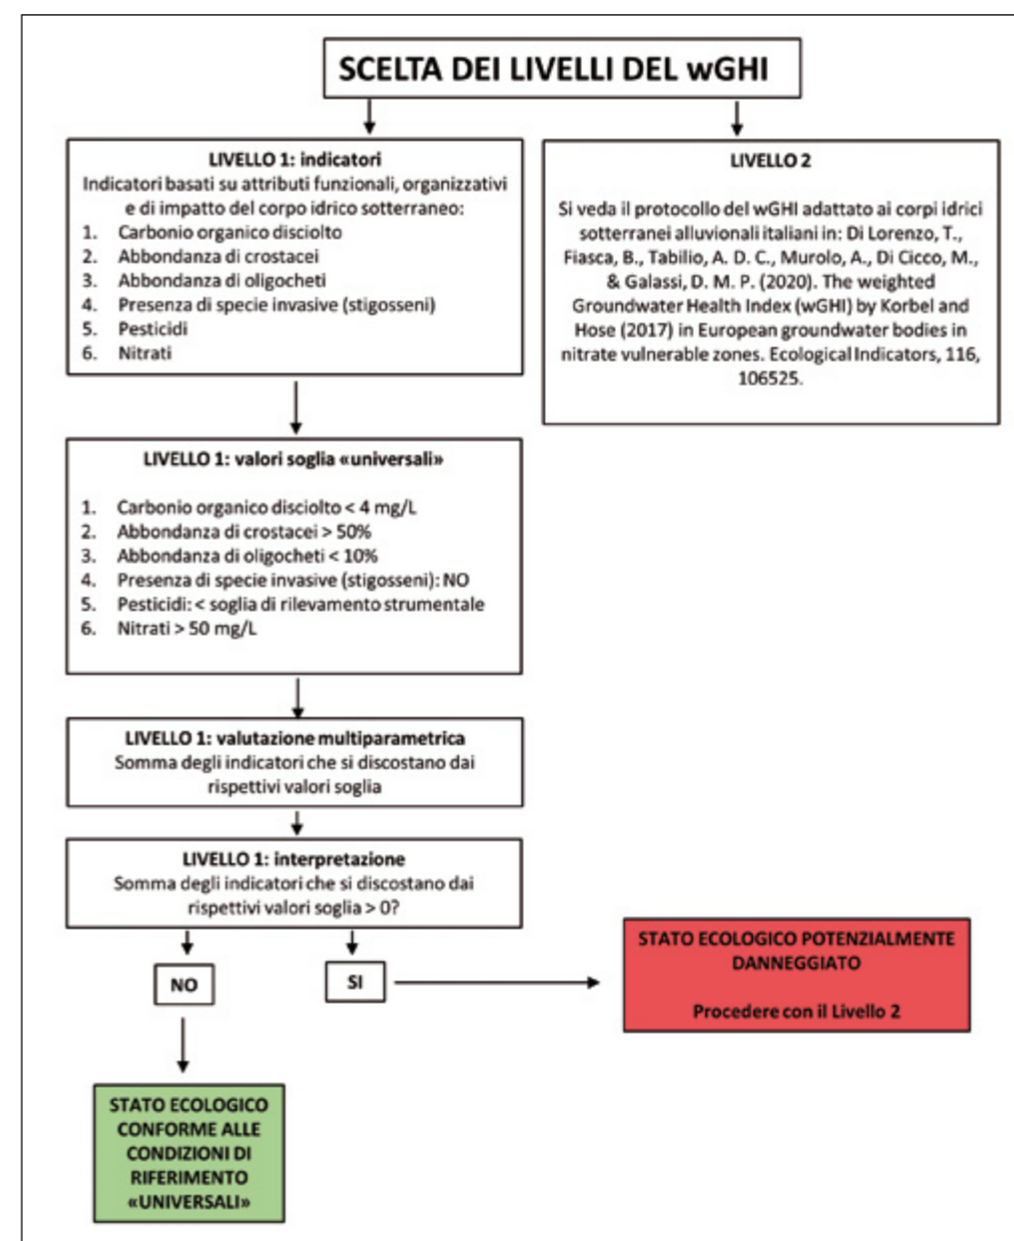 SCELTA DEI LIVELLI DEL wGHI
LIVELLO 1: indicatori
Indicatori basati su attributi funzionali, organizzativi
e di impatto del corpo idrico sotterraneo:
1. Carbonio organico disciolto
2. Abbondanza di crostacei
3. Abbondanza di oligocheti
4. Presenza di specie invasive (stigosseni)
5. Pesticidi
6. Nitrati
LIVELLO 2
Si veda il protocollo del wGHI adattato ai corpi idrici
sotterranei alluvionali italiani in: Di Lorenzo, T.,
Fiasca, B., Tabilio, A. D. C., Murolo, A., Di Cicco, M.,
& Galassi, D. M. P. (2020). The weighted
Groundwater Health Index (wGHI) by Korbel and
Hose (2017) in European groundwater bodies in
nitrate vulnerable zones. Ecological Indicators, 116,
106525.
LIVELLO 1: valori soglia «universali»
1. Carbonio organico disciolto < 4 mg/L
2. Abbondanza di crostacei > 50%
3. Abbondanza di oligocheti < 10%
4. Presenza di specie invasive (stigosseni): NO
5. Pesticidi: < soglia di rilevamento strumentale
6. Nitrati > 50 mg/L
LIVELLO 1: valutazione multiparametrica
Somma degli indicatori che si discostano dai
rispettivi valori soglia
LIVELLO 1: interpretazione
Somma degli indicatori che si discostano dai
rispettivi valori soglia > 0?
NO
SI
STATO ECOLOGICO POTENZIALMENTE
DANNEGGIATO
Procedere con il Livello 2
STATO ECOLOGICO
CONFORME ALLE
CONDIZIONI DI
RIFERIMENTO
«UNIVERSALI»